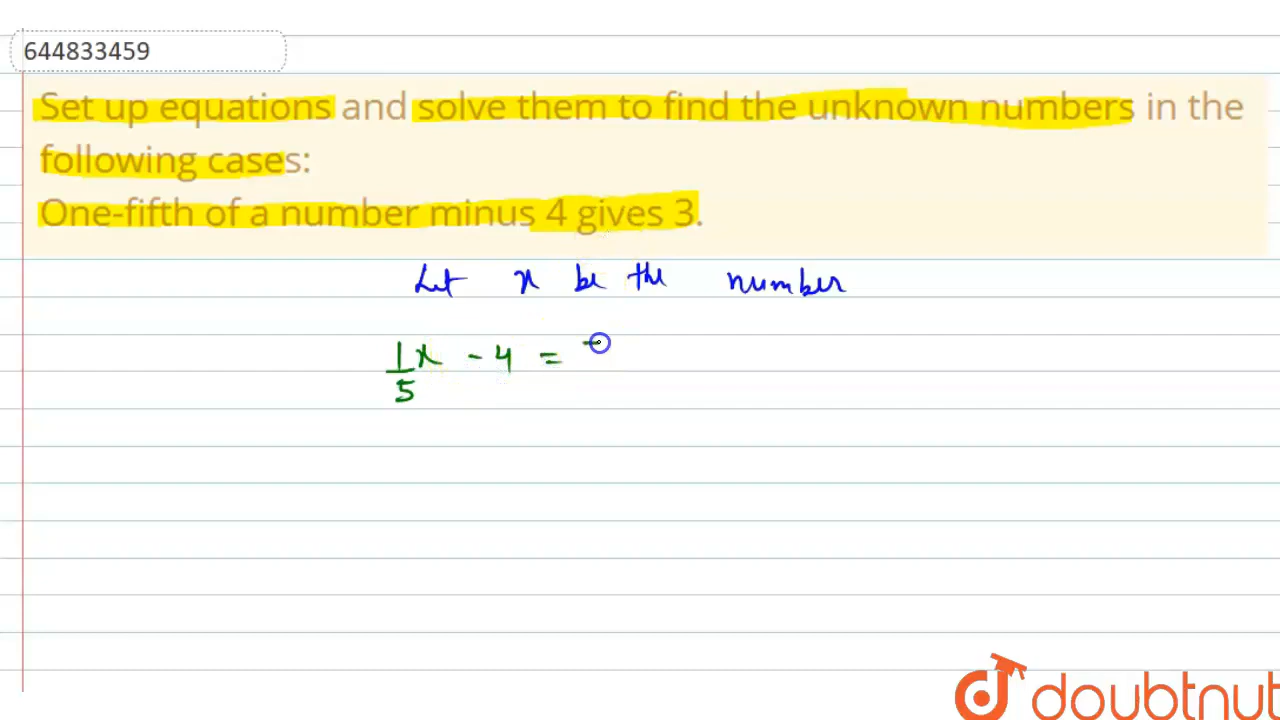 644833459
Set up equations and solve them to find the unknown numbers in the
following cases:
One-fifth of a number minus 4 gives 3.
Let x be the number
1/5 x - 4 =
doubtnut